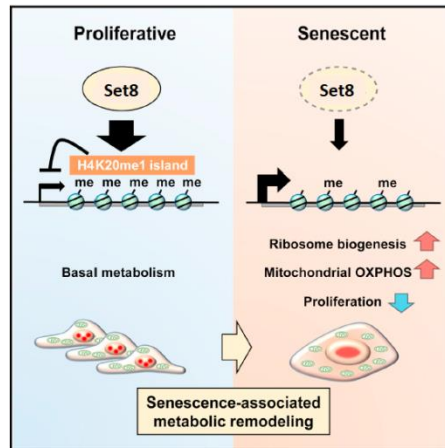 Proliferative
Set8
H4K20me1 island
me me me me me
Basal metabolism
Senescent
Set8
me me
Ribosome biogenesis
Mitochondrial OXPHOS
Proliferation
Senescence-associated
metabolic remodeling